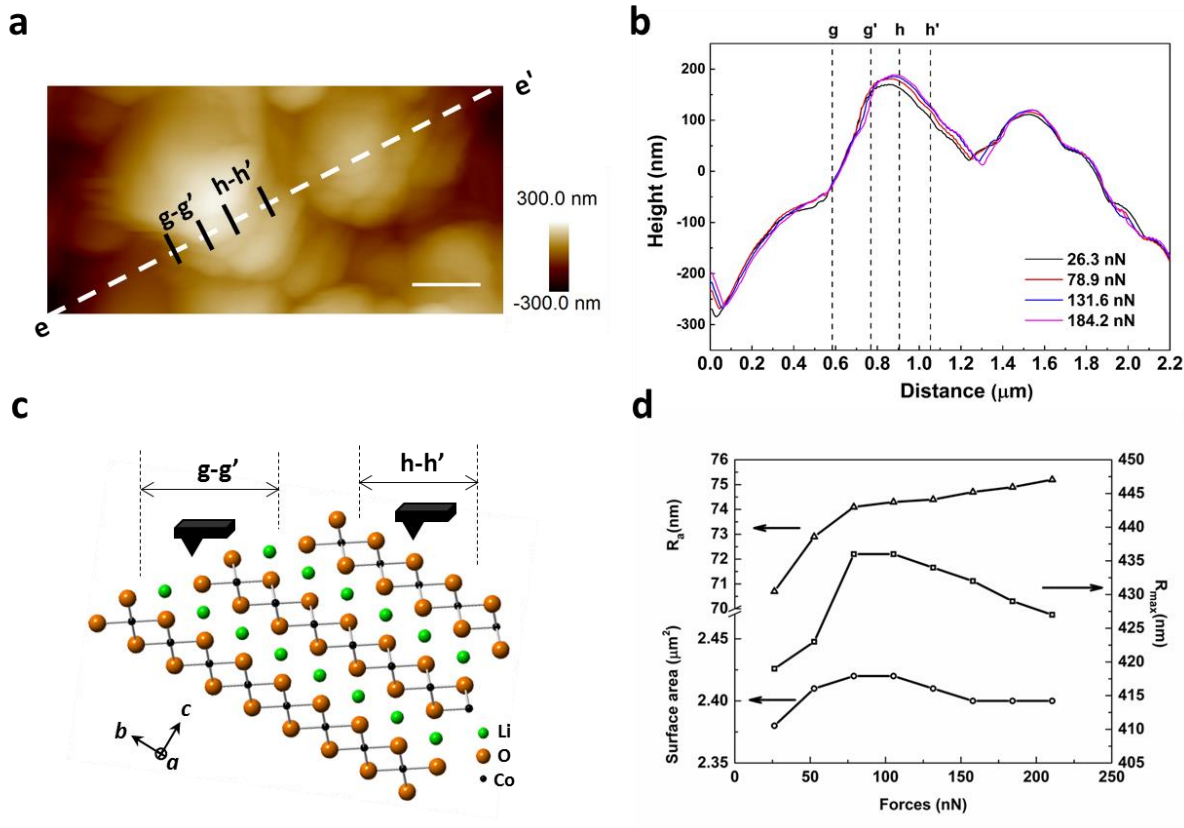 a
e'
h-h'
g-g'
e
300.0 nm
-300.0 nm
b
g g' h h'
Height (nm)
200
100
0
-100
-200
-300
0.0 0.2 0.4 0.6 0.8 1.0 1.2 1.4 1.6 1.8 2.0 2.2
Distance (μm)
26.3 nN
78.9 nN
131.6 nN
184.2 nN
c
g-g'
h-h'
c
b
a
Li
O
Co
d
Ra(nm)
76
75
74
73
72
71
70
Surface area (μm²)
2.45
2.40
2.35
Rmax(nm)
450
445
440
435
430
425
420
415
410
405
0 50 100 150 200 250
Forces (nN)